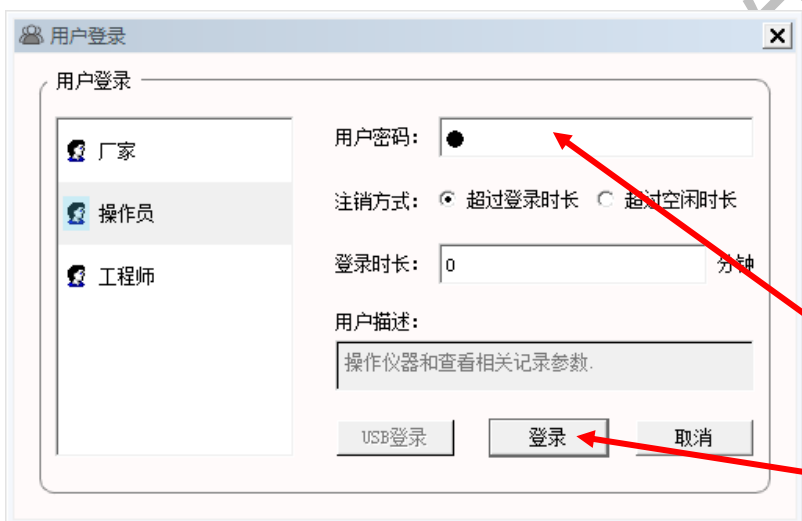 用户登录
用户登录
厂家
操作员
工程师
用户密码: ●
注销方式: 超过登录时长 超过空闲时长
登录时长: 0 分钟
用户描述:
操作仪器和查看相关记录参数.
USB登录 登录 取消